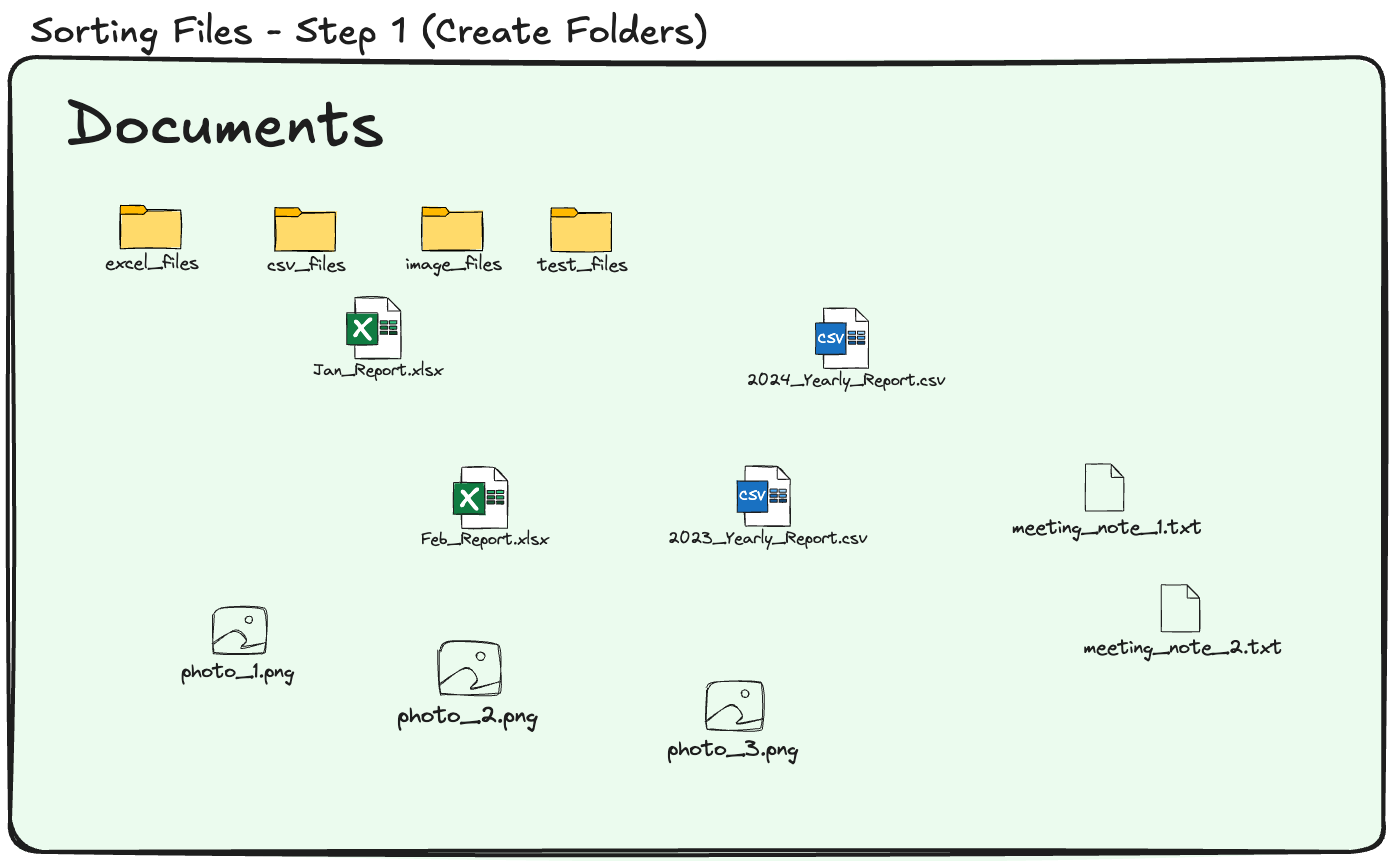 Sorting Files - Step 1 (Create Folders)
Documents
excel_files
csv_files
image_files
test_files
X
Jan_Report.xlsx
CSV
2024_Yearly_Report.csv
X
Feb_Report.xlsx
CSV
2023_Yearly_Report.csv
meeting_note_1.txt
meeting_note_2.txt
photo_1.png
photo_2.png
photo_3.png